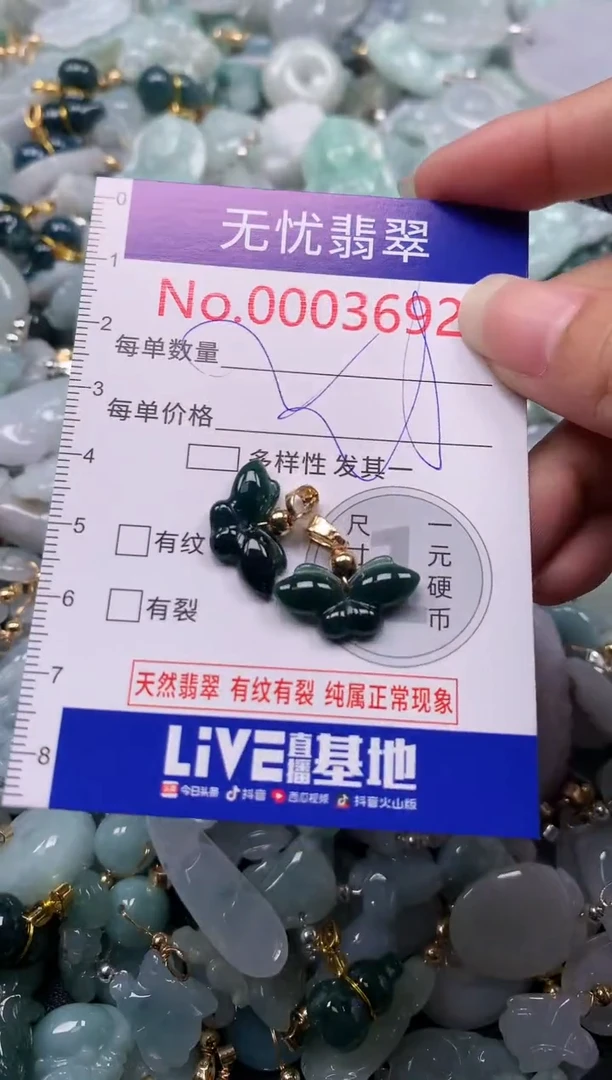 0
无忧翡翠
1
No.0003692
2
每单数量
3
每单价格
4
多样性 发其一
5
有纹
尺寸
一元硬币
1
6
有裂
7
天然翡翠 有纹有裂 纯属正常现象
8
LiVE直播基地
头条 今日头条 抖音 西瓜视频 抖音火山版